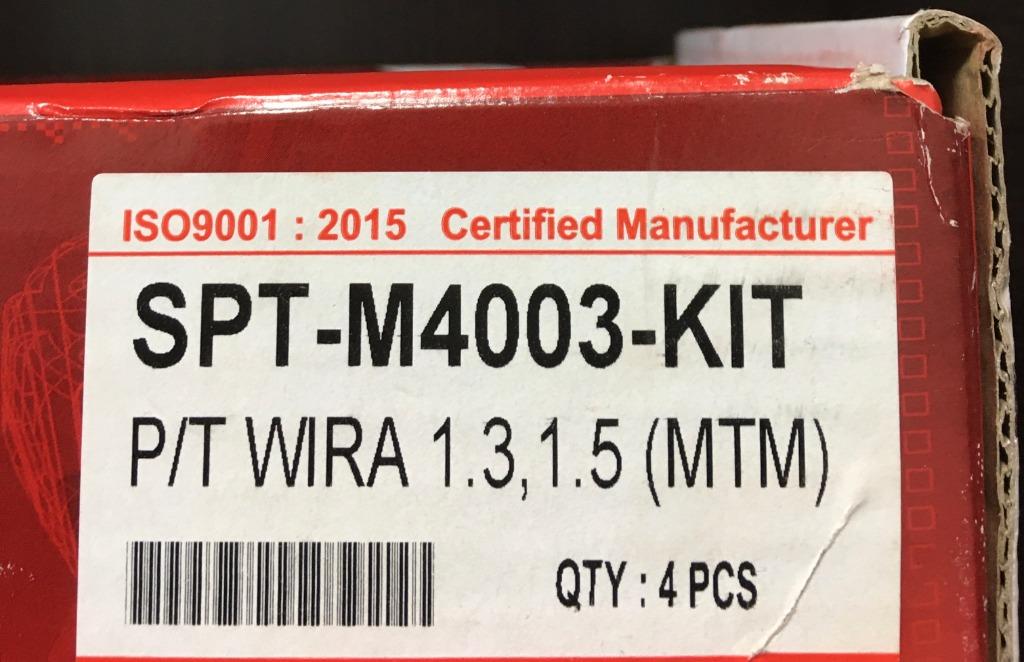 ISO9001 : 2015 Certified Manufacturer
SPT-M4003-KIT
P/T WIRA 1.3,1.5 (MTM)
QTY : 4 PCS